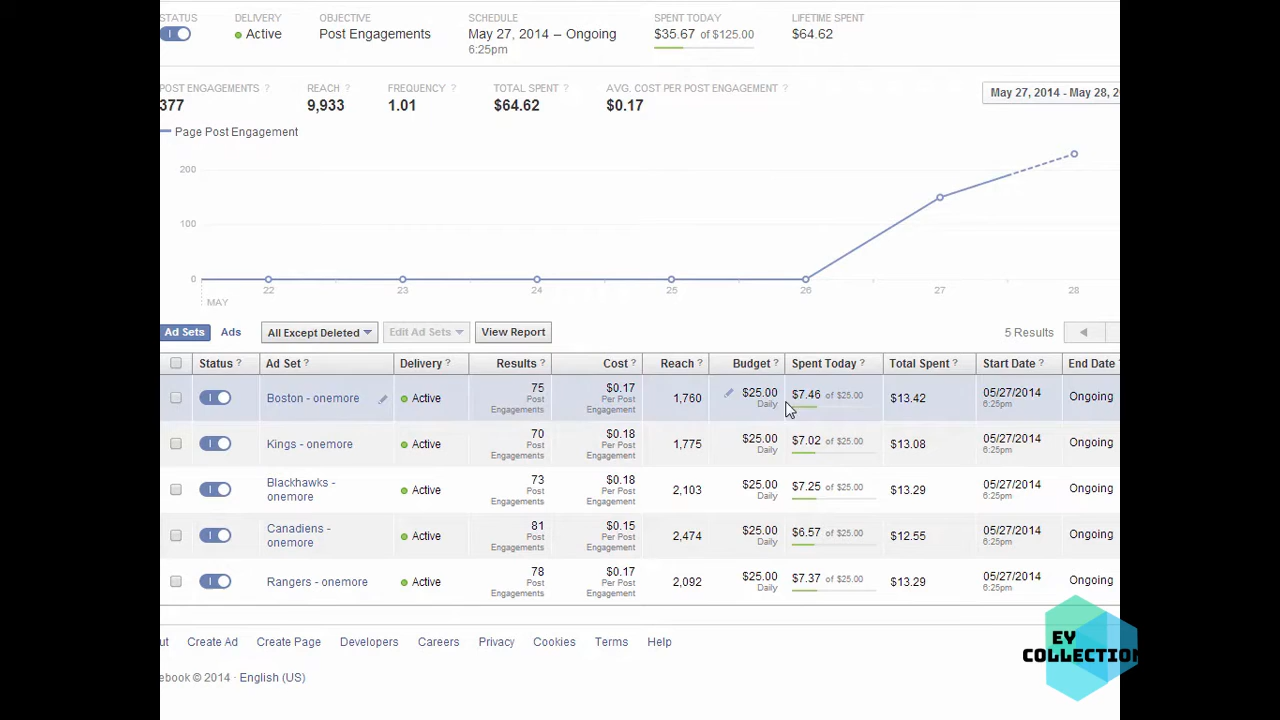 STATUS DELIVERY OBJECTIVE SCHEDULE SPENT TODAY LIFETIME SPENT
Active Post Engagements May 27, 2014 – Ongoing $35.67 of $125.00 $64.62
6:25pm
POST ENGAGEMENTS ? REACH ? FREQUENCY ? TOTAL SPENT ? AVG. COST PER POST ENGAGEMENT ?
377 9,933 1.01 $64.62 $0.17
May 27, 2014 - May 28, 2
Page Post Engagement
200
100
0
22 23 24 25 26 27 28
MAY
Ad Sets Ads All Except Deleted Edit Ad Sets View Report 5 Results
Status ? Ad Set ? Delivery ? Results ? Cost ? Reach ? Budget ? Spent Today ? Total Spent ? Start Date ? End Date ?
Boston - onemore Active 75 Post Engagements $0.17 Per Post Engagement 1,760 $25.00 Daily $7.46 of $25.00 $13.42 05/27/2014 6:25pm Ongoing
Kings - onemore Active 70 Post Engagements $0.18 Per Post Engagement 1,775 $25.00 Daily $7.02 of $25.00 $13.08 05/27/2014 6:25pm Ongoing
Blackhawks - onemore Active 73 Post Engagements $0.18 Per Post Engagement 2,103 $25.00 Daily $7.25 of $25.00 $13.29 05/27/2014 6:25pm Ongoing
Canadiens - onemore Active 81 Post Engagements $0.15 Per Post Engagement 2,474 $25.00 Daily $6.57 of $25.00 $12.55 05/27/2014 6:25pm Ongoing
Rangers - onemore Active 78 Post Engagements $0.17 Per Post Engagement 2,092 $25.00 Daily $7.37 of $25.00 $13.29 05/27/2014 6:25pm Ongoing
ut Create Ad Create Page Developers Careers Privacy Cookies Terms Help
ebook © 2014 · English (US)
EY
COLLECTION